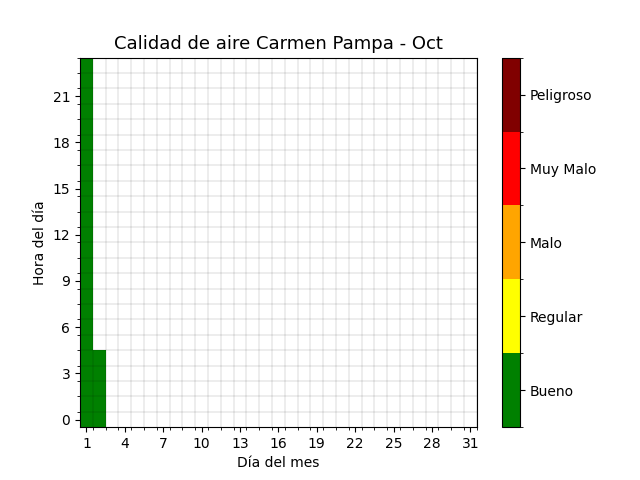 Calidad de aire Carmen Pampa - Oct
Hora del día
21
18
15
12
9
6
3
0
1 4 7 10 13 16 19 22 25 28 31
Día del mes
Peligroso
Muy Malo
Malo
Regular
Bueno